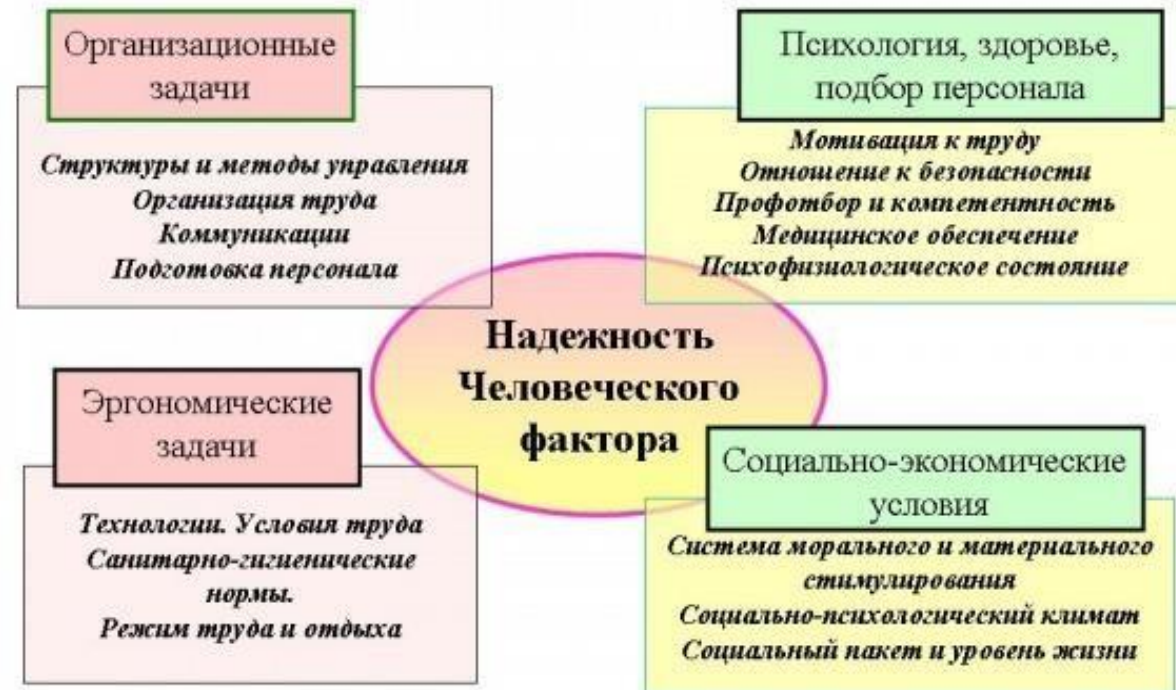 Организационные
задачи
Структуры и методы управления
Организация труда
Коммуникации
Подготовка персонала
Психология, здоровье,
подбор персонала
Мотивация к труду
Отношение к безопасности
Профотбор и компетентность
Медицинское обеспечение
Психофизиологическое состояние
Надежность
Человеческого
фактора
Эргономические
задачи
Технологии. Условия труда
Санитарно-гигиенические
нормы.
Режим труда и отдыха
Социально-экономические
условия
Система морального и материального
стимулирования
Социально-психологический климат
Социальный пакет и уровень жизни